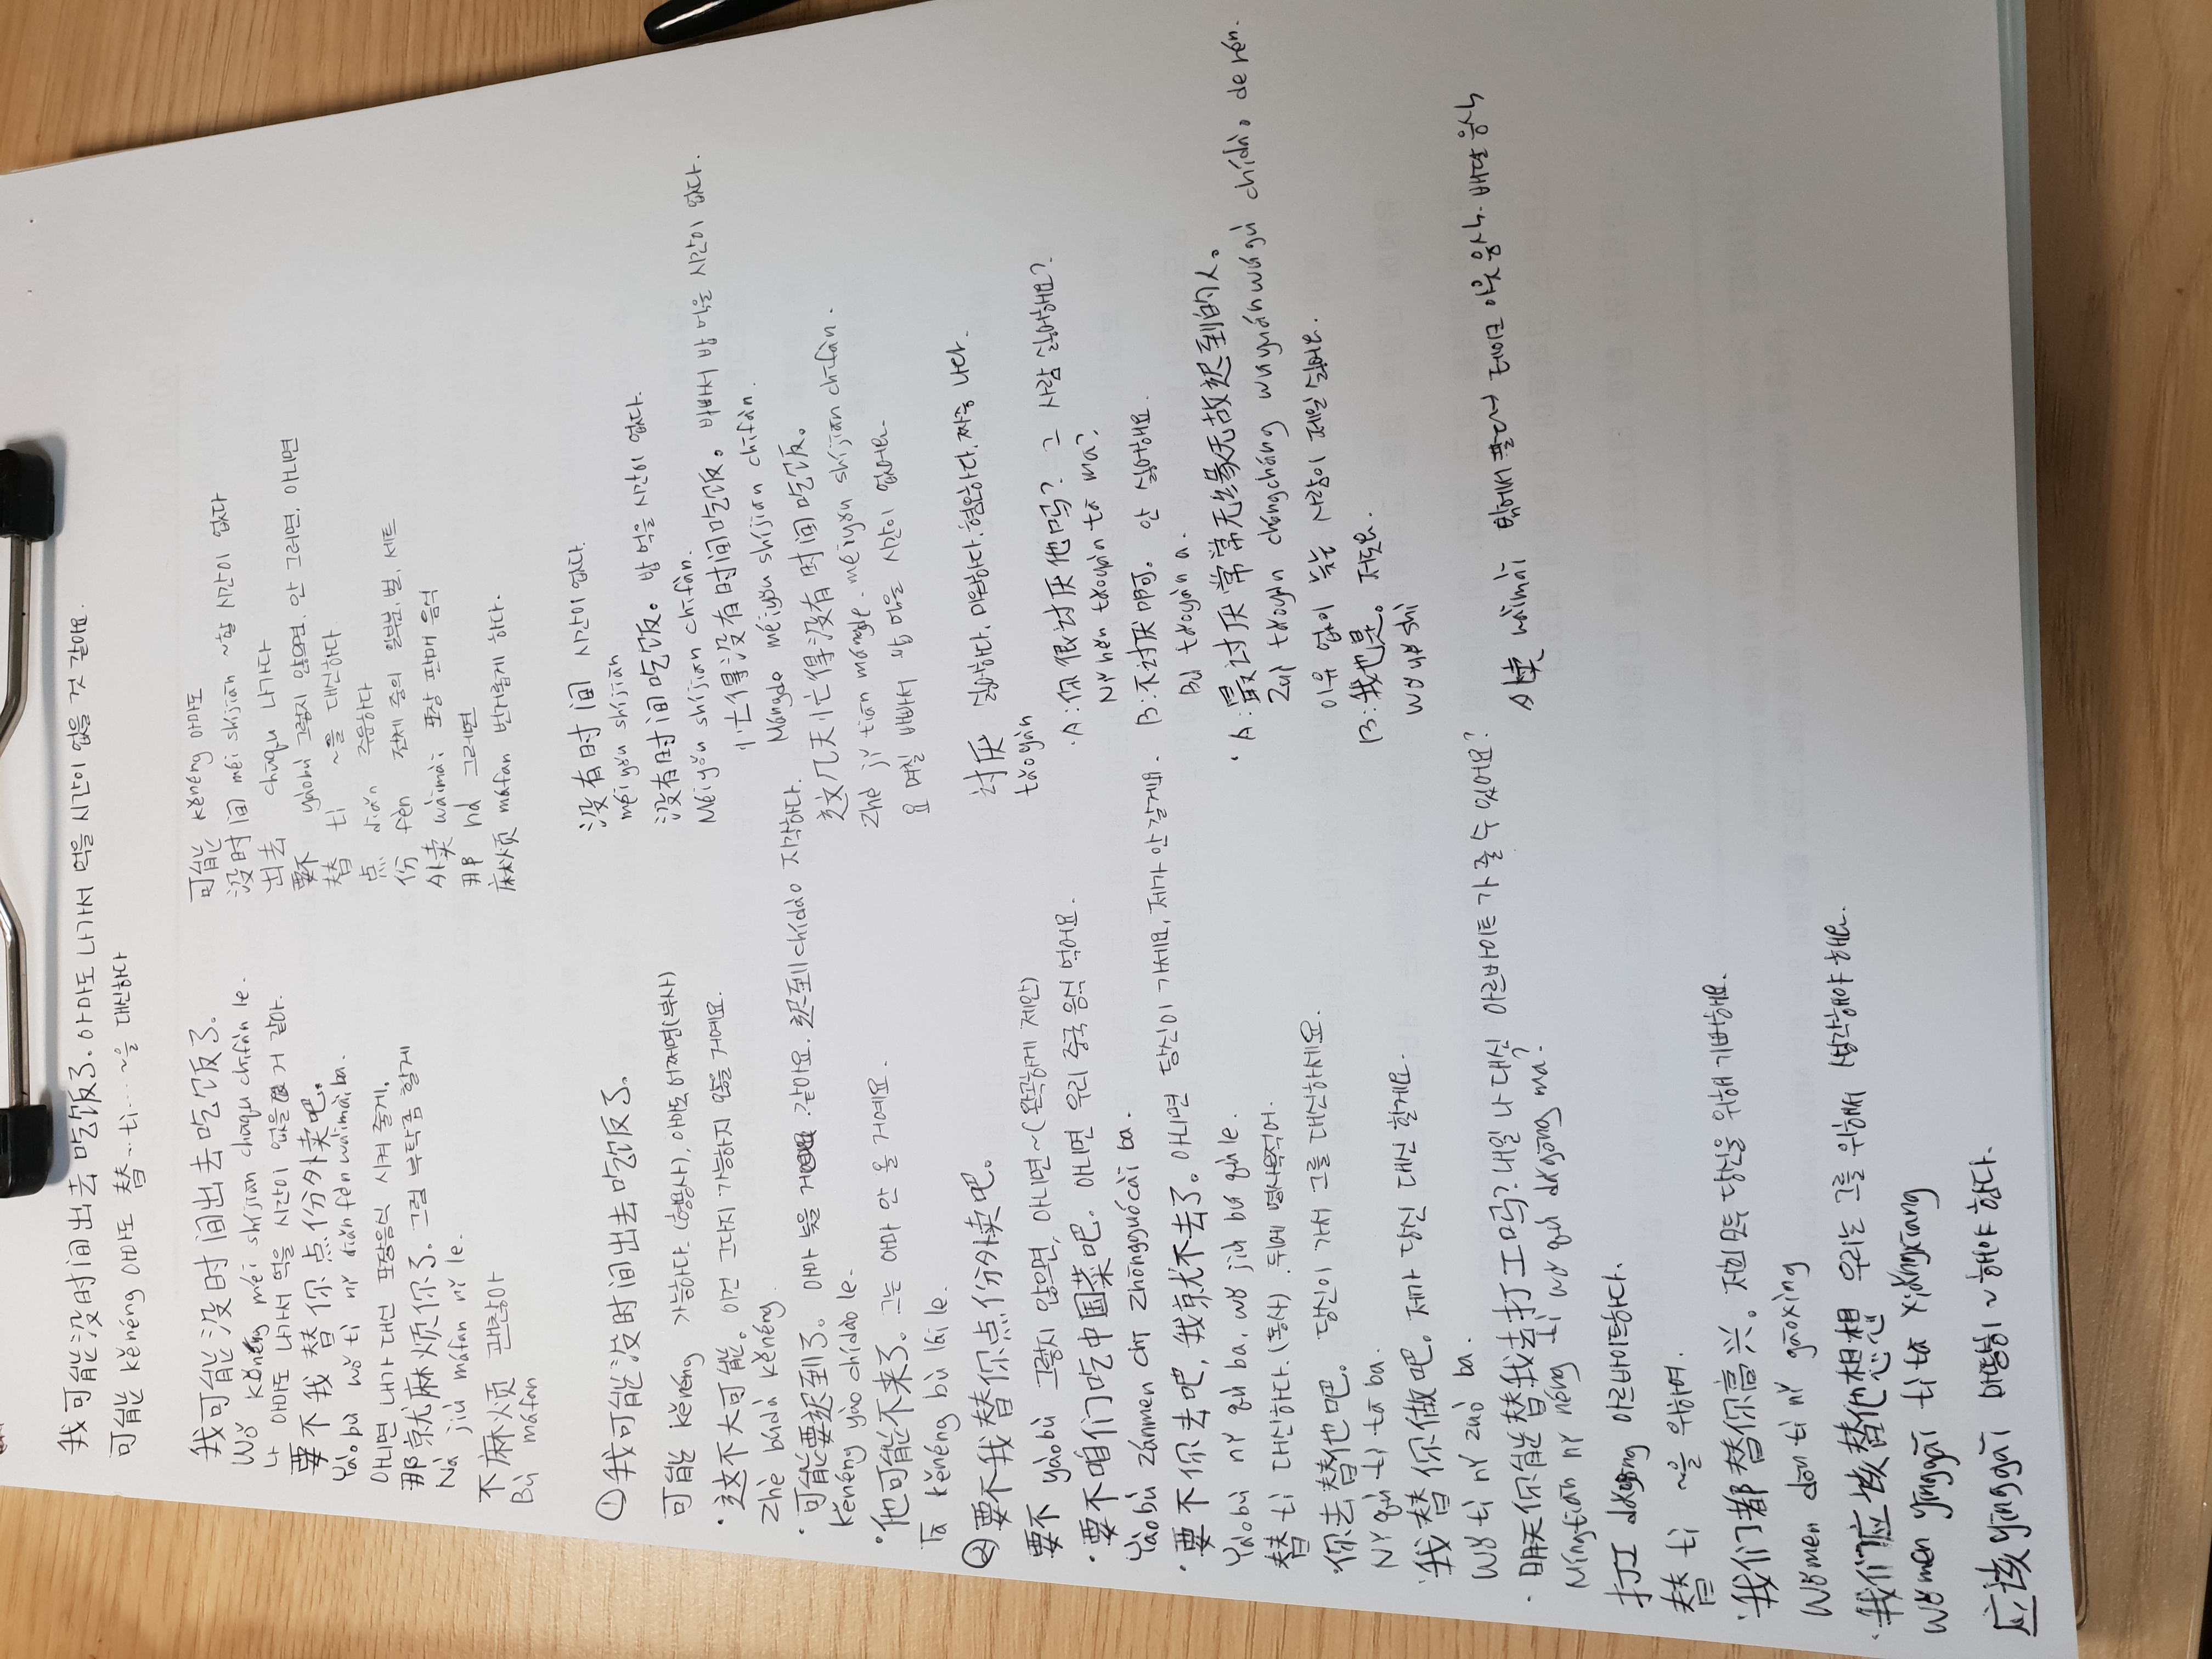 我可能没时间出去吃饭了. 아마도 나가서 먹을 시간이 없을 것 같아요.
可能 kěnéng 아마도 替…tì… ~을 대신하다
我可能没时间出去吃饭了.
Wǒ kěnéng méi shíjiān chūqu chīfàn le.
나 아마도 나가서 먹을 시간이 없을 거 같아.
要不我替你点份外卖吧.
Yàobù wǒ tì nǐ diǎn fèn wàimài ba.
아니면 내가 대신 포장음식 시켜 줄게.
那就麻烦你了. 그럼 부탁좀 할게
Nà jiù máfan nǐ le.
不麻烦 괜찮아
Bù máfan
可能 kěnéng 아마도
没时间 méi shíjiān ~할 시간이 없다
出去 chūqu 나가다
要不 yàobù 그렇지 않으면, 안 그러면, 아니면
替 tì ~을 대신하다
点 diǎn 주문하다
份 fèn 전체 중의 일부분, 벌, 세트
外卖 wàimài 포장 판매 음식
那 nà 그러면
麻烦 máfan 번거롭게 하다.
① 我可能没时间出去吃饭了.
可能 kěnéng 가능하다. (형용사), 아마도 어쩌면(부사)
· 这不大可能。 이건 그다지 가능하지 않을 거예요.
Zhè búdà kěnéng.
· 可能要迟到了。 아마 늦을 거 같아요. 迟到 chídào 지각하다.
Kěnéng yào chídào le.
· 他可能不来了。 그는 아마 안 올 거예요.
Tā kěnéng bù lái le.
② 要不我替你点份外卖吧。
要不 yàobù 그렇지 않으면, 아니면~(완곡하게 제안)
· 要不咱们吃中国菜吧. 아니면 우리 중국 음식 먹어요.
Yàobù zánmen chī Zhōngguócài ba.
· 要不你去吧, 我就不去了。 아니면 당신이 가세요, 제가 안 갈게요.
Yàobù nǐ qù ba, wǒ jiù bú qù le.
替 tì 대신하다.(동사). 뒤에
· 你去替他吧。 당신이 가서 그를 대신하세요.
Nǐ qù tì tā ba.
· 我替你做吧。 제가 당신 대신 할게요.
Wǒ tì nǐ zuò ba.
· 明天你能替我去打工吗? 내일 나 대신 아르바이트 가 줄 수 있어요?
Míngtiān nǐ néng tì wǒ qù dǎgōng ma?
打工 dǎgōng 아르바이트하다.
替 tì ~을 위하여.
· 我们都替你高兴。 저희 모두 당신을 위해 기뻐해요.
Wǒmen dōu tì nǐ gāoxìng
· 我们应该替他想想 우리는 그를 위해서 생각해야 해요.
Wǒmen yīnggāi tì tā xiǎngxiang
应该 yīnggāi 마땅히 ~해야 한다.
没有时间 시간이 없다.
méiyǒu shíjiān
没有时间吃饭。 밥 먹을 시간이 없다.
Méiyǒu shíjiān chīfàn.
忙得没有时间吃饭。 바빠서 밥 먹을 시간이 없다.
Mángde méiyǒu shíjiān chīfàn.
这几天忙得没有时间吃饭。
Zhè jǐ tiān mángde méiyǒu shíjiān chīfàn.
요 며칠 바빠서 밥 먹을 시간이 없어요.
讨厌 싫어하다, 미워하다, 혐오하다, 짜증 나다.
tǎoyàn
· A: 你很讨厌他吗? 그 사람 싫어해요?
Nǐ hěn tǎoyàn tā ma?
B: 不讨厌啊。 안 싫어해요.
Bù tǎoyàn a.
· A: 最讨厌常常无缘无故迟到的人。
Zuì tǎoyàn chángcháng wúyuánwúgù chídào de rén.
이유 없이 늦는 사람이 제일 싫어요.
B: 我也是。 저도요.
Wǒ yě shì
外卖 wàimài 밖에서 팔다→ 테이크 아웃 음식. 배달 음식